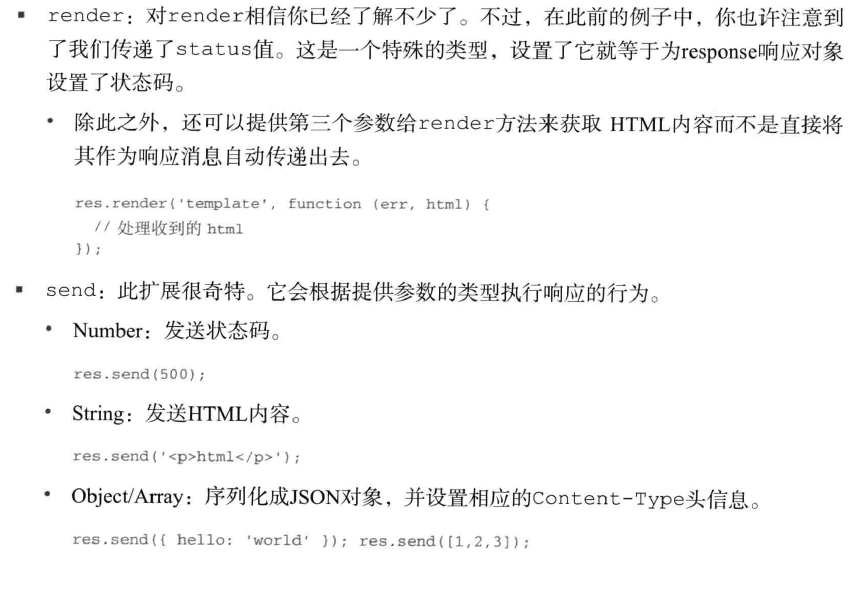 ▪ render：对render相信你已经了解不少了。不过，在此前的例子中，你也许注意到
了我们传递了status值。这是一个特殊的类型，设置了它就等于为response响应对象
设置了状态码。
• 除此之外，还可以提供第三个参数给render方法来获取 HTML内容而不是直接将
其作为响应消息自动传递出去。
res.render('template', function (err, html) {
// 处理收到的 html
});
▪ send：此扩展很奇特。它会根据提供参数的类型执行响应的行为。
• Number：发送状态码。
res.send(500);
• String：发送HTML内容。
res.send('<p>html</p>');
• Object/Array：序列化成JSON对象，并设置相应的Content-Type头信息。
res.send({ hello: 'world' }); res.send([1,2,3]);